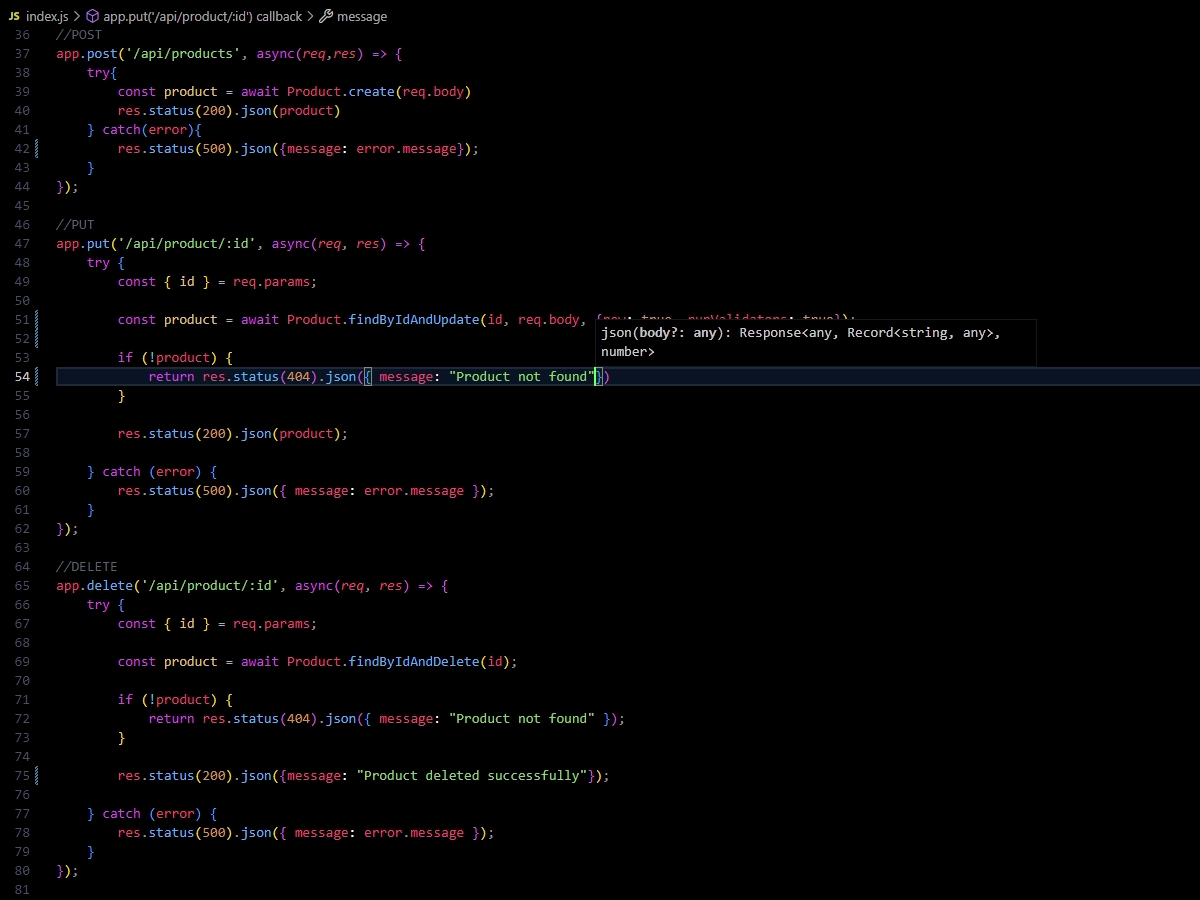 JS index.js > app.put('/api/product/:id') callback > message
36 //POST
37 app.post('/api/products', async(req,res) => {
38 try{
39 const product = await Product.create(req.body)
40 res.status(200).json(product)
41 } catch(error){
42 res.status(500).json({message: error.message});
43 }
44 });
45
46 //PUT
47 app.put('/api/product/:id', async(req, res) => {
48 try {
49 const { id } = req.params;
50
51 const product = await Product.findByIdAndUpdate(id, req.body, {new: true, runValidators: true});
json(body?: any): Response<any, Record<string, any>,
52
number>
53 if (!product) {
54 return res.status(404).json({ message: "Product not found"})
55 }
56
57 res.status(200).json(product);
58
59 } catch (error) {
60 res.status(500).json({ message: error.message });
61 }
62 });
63
64 //DELETE
65 app.delete('/api/product/:id', async(req, res) => {
66 try {
67 const { id } = req.params;
68
69 const product = await Product.findByIdAndDelete(id);
70
71 if (!product) {
72 return res.status(404).json({ message: "Product not found" });
73 }
74
75 res.status(200).json({message: "Product deleted successfully"});
76
77 } catch (error) {
78 res.status(500).json({ message: error.message });
79 }
80 });
81